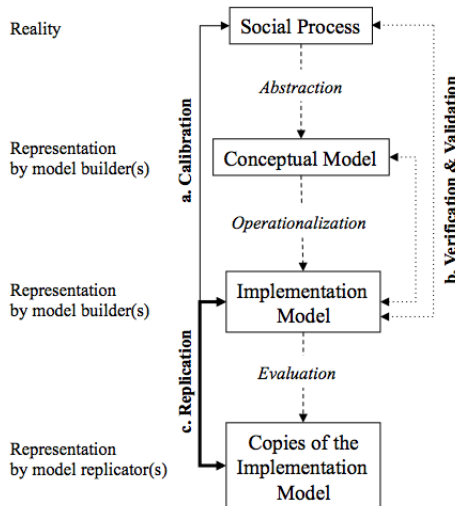 Reality
Social Process
Abstraction
Representation
by model builder(s)
Conceptual Model
a. Calibration
b. Verification & Validation
Operationalization
Representation
by model builder(s)
Implementation
Model
c. Replication
Evaluation
Representation
by model replicator(s)
Copies of the
Implementation
Model